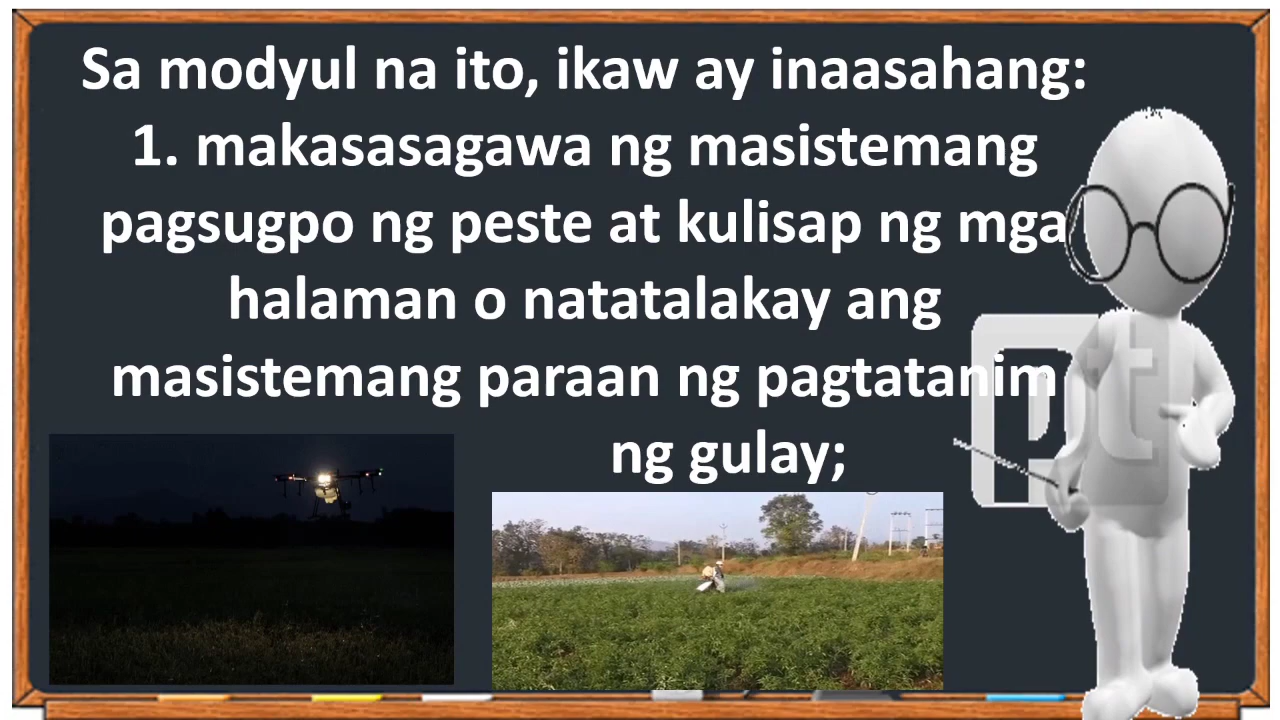 Sa modyul na ito, ikaw ay inaasahang:
1. makasasagawa ng masistemang
pagsugpo ng peste at kulisap ng mga
halaman o natatalakay ang
masistemang paraan ng pagtatanim
ng gulay;